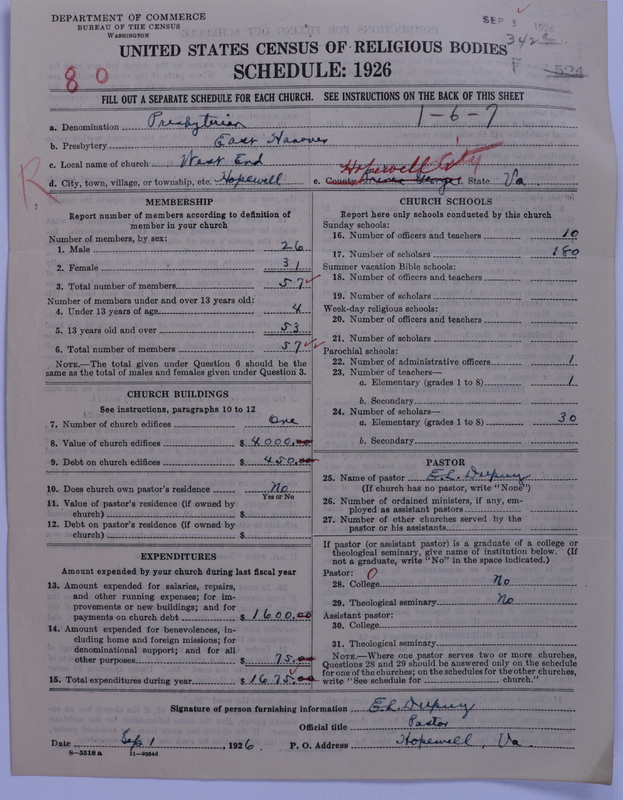 DEPARTMENT OF COMMERCE
BUREAU OF THE CENSUS
WASHINGTON
SEP 3 1926
UNITED STATES CENSUS OF RELIGIOUS BODIES
SCHEDULE: 1926
80
FILL OUT A SEPARATE SCHEDULE FOR EACH CHURCH. SEE INSTRUCTIONS ON THE BACK OF THIS SHEET
1-6-7
a. Denomination Presbyterian
b. Presbytery East Hanover
c. Local name of church West End
Hopewell City
d. City, town, village, or township, etc. Hopewell e. County Prince George f. State Va.
R
MEMBERSHIP
Report number of members according to definition of member in your church
Number of members, by sex:
1. Male 26
2. Female 31
3. Total number of members 57
Number of members under and over 13 years old:
4. Under 13 years of age 4
5. 13 years old and over 53
6. Total number of members 57
NOTE.—The total given under Question 6 should be the same as the total of males and females given under Question 3.
CHURCH BUILDINGS
See instructions, paragraphs 10 to 12
7. Number of church edifices One
8. Value of church edifices $ 4000.00
9. Debt on church edifices $ 450.00
10. Does church own pastor's residence No
Yes or No
11. Value of pastor's residence (if owned by church) $
12. Debt on pastor's residence (if owned by church) $
EXPENDITURES
Amount expended by your church during last fiscal year
13. Amount expended for salaries, repairs, and other running expenses; for improvements or new buildings; and for payments on church debt $ 1600.00
14. Amount expended for benevolences, including home and foreign missions; for denominational support; and for all other purposes $ 75.00
15. Total expenditures during year $ 1675.00
CHURCH SCHOOLS
Report here only schools conducted by this church
Sunday schools:
16. Number of officers and teachers 10
17. Number of scholars 180
Summer vacation Bible schools:
18. Number of officers and teachers
19. Number of scholars
Week-day religious schools:
20. Number of officers and teachers
21. Number of scholars
Parochial schools:
22. Number of administrative officers 1
23. Number of teachers—
a. Elementary (grades 1 to 8) 1
b. Secondary
24. Number of scholars—
a. Elementary (grades 1 to 8) 30
b. Secondary
PASTOR
25. Name of pastor E.L.
(If church has no pastor, write "None")
26. Number of ordained ministers, if any, employed as assistant pastors
27. Number of other churches served by the pastor or his assistants
If pastor (or assistant pastor) is a graduate of a college or theological seminary, give name of institution below. (If not a graduate, write "No" in the space indicated.)
Pastor: 0
28. College No
29. Theological seminary No
Assistant pastor:
30. College
31. Theological seminary
NOTE.—Where one pastor serves two or more churches, Questions 28 and 29 should be answered only on the schedule for one of the churches; on the schedules for the other churches, write "See schedule for church."
Signature of person furnishing information E.L.
Official title Pastor
Date Sep 1, 1926 P. O. Address Hopewell, Va.
8-5518a